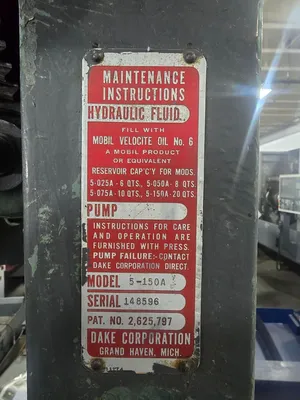 MAINTENANCE
INSTRUCTIONS
HYDRAULIC FLUID
FILL WITH
MOBIL VELOCITE OIL No. 6
A MOBIL PRODUCT
OR EQUIVALENT
RESERVOIR CAP'CY FOR MODS.
5-025A-6 QTS., 5-050A-8 QTS.
5-075A-10 QTS., 5-150A-20 QTS.
PUMP
INSTRUCTIONS FOR CARE
AND OPERATION ARE
FURNISHED WITH PRESS.
PUMP FAILURE:-CONTACT
DAKE CORPORATION DIRECT.
MODEL 5-150A
SERIAL 148596
PAT. NO. 2,625,797
DAKE CORPORATION
GRAND HAVEN, MICH.